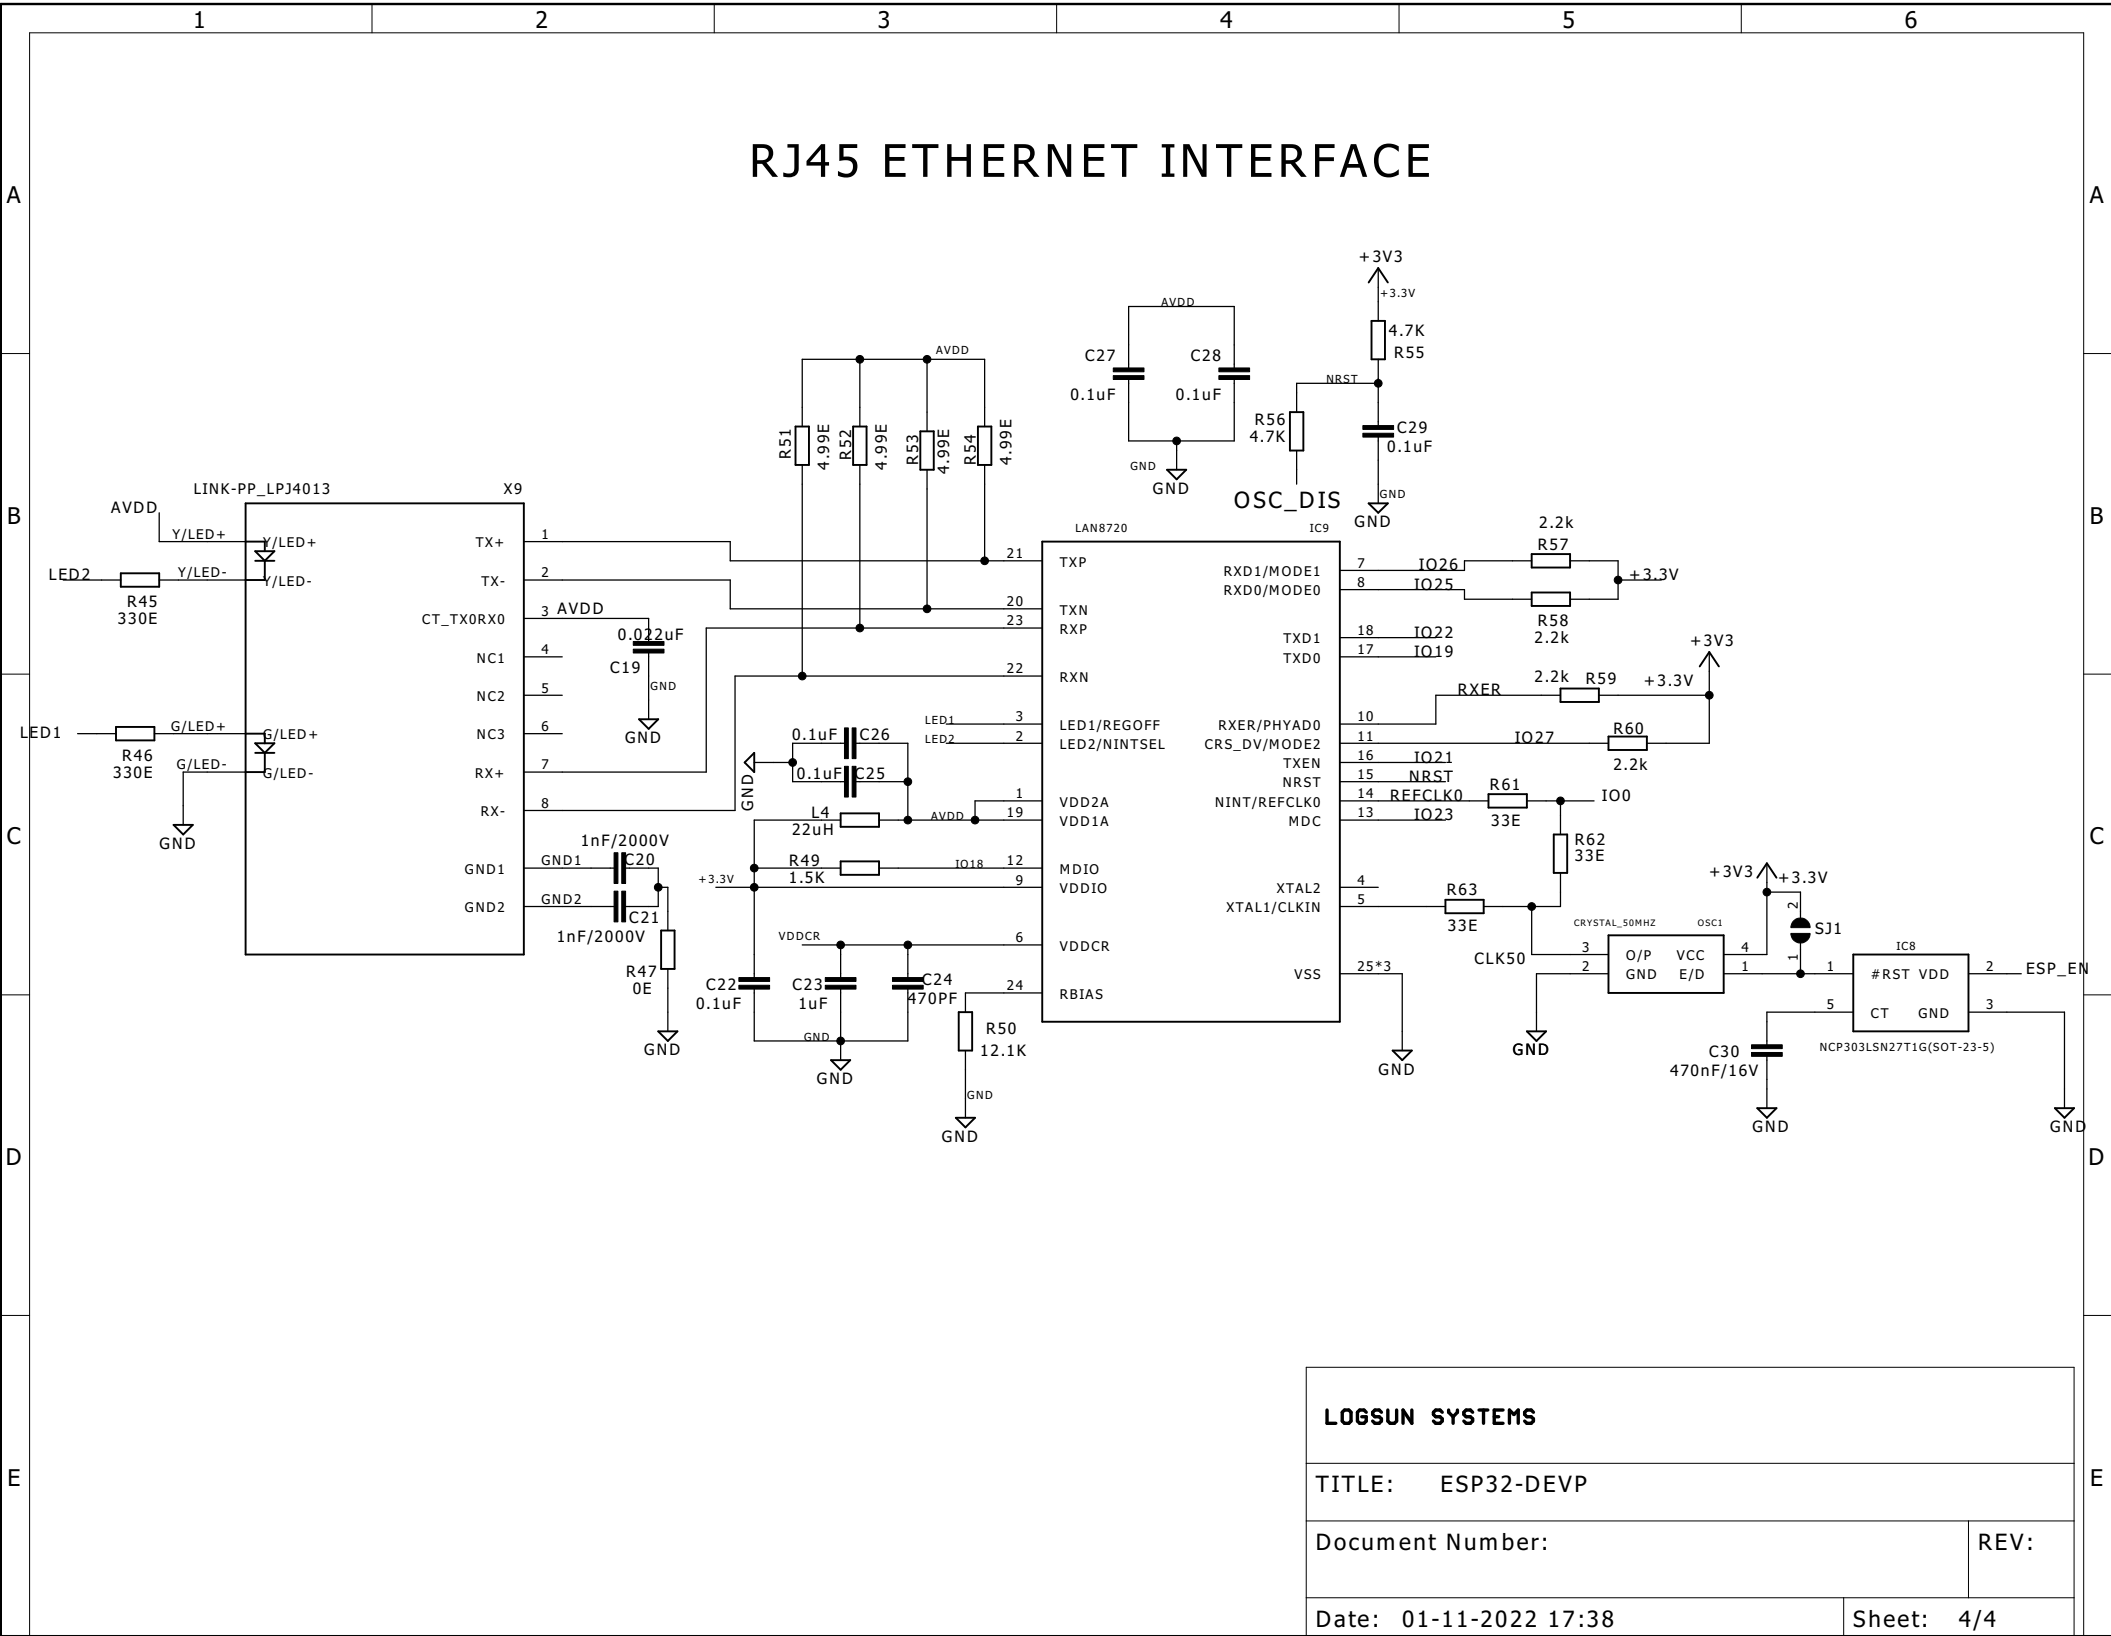 1 2 3 4 5 6
A A
B B
C C
D D
E E
RJ45 ETHERNET INTERFACE
LINK-PP_LPJ4013 X9
AVDD
Y/LED+ Y/LED+
LED2 Y/LED- Y/LED-
R45
330E
LED1 G/LED+ G/LED+
R46
330E
G/LED- G/LED-
GND
TX+ 1
TX- 2
CT_TX0RX0 3 AVDD
NC1 4
NC2 5
NC3 6
RX+ 7
RX- 8
GND1 GND1
GND2 GND2
0.022uF
C19
GND
GND
1nF/2000V
C20
C21
1nF/2000V
R47
0E
GND
AVDD
R51 4.99E
R52 4.99E
R53 4.99E
R54 4.99E
0.1uF C26
0.1uF C25
GND
L4
22uH
AVDD
R49
1.5K
IO18
+3.3V
VDDCR
C22
0.1uF
C23
1uF
C24
470PF
GND
GND
R50
12.1K
GND
GND
AVDD
C27
0.1uF
C28
0.1uF
GND
GND
+3V3
+3.3V
4.7K
R55
NRST
R56
4.7K
OSC_DIS
C29
0.1uF
GND
GND
LAN8720 IC9
21 TXP
20 TXN
23 RXP
22 RXN
LED1 3 LED1/REGOFF
LED2 2 LED2/NINTSEL
1 VDD2A
19 VDD1A
12 MDIO
9 VDDIO
6 VDDCR
24 RBIAS
RXD1/MODE1 7 IO26
RXD0/MODE0 8 IO25
TXD1 18 IO22
TXD0 17 IO19
RXER/PHYAD0 10 RXER
CRS_DV/MODE2 11 IO27
TXEN 16 IO21
NRST 15 NRST
NINT/REFCLK0 14 REFCLK0
MDC 13 IO23
XTAL2 4
XTAL1/CLKIN 5
VSS 25*3
GND
2.2k
R57
+3.3V
R58
2.2k
+3V3
2.2k R59 +3.3V
R60
2.2k
R61
33E
IO0
R62
33E
R63
33E
CLK50
CRYSTAL_50MHZ OSC1
3 O/P VCC 4
2 GND E/D 1
GND
+3V3 +3.3V
2
SJ1
1
IC8
1 #RST VDD 2 ESP_EN
5 CT GND 3
NCP303LSN27T1G(SOT-23-5)
C30
470nF/16V
GND
GND
LOGSUN SYSTEMS
TITLE: ESP32-DEVP
Document Number: REV:
Date: 01-11-2022 17:38 Sheet: 4/4